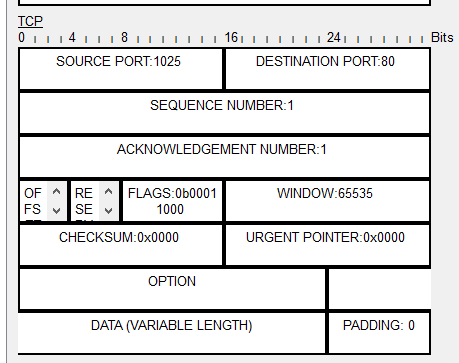 TCP
0 4 8 16 24 Bits
SOURCE PORT:1025 DESTINATION PORT:80
SEQUENCE NUMBER:1
ACKNOWLEDGEMENT NUMBER:1
OF RE FLAGS:0b0001 WINDOW:65535
FS SE 1000
CHECKSUM:0x0000 URGENT POINTER:0x0000
OPTION
DATA (VARIABLE LENGTH) PADDING: 0